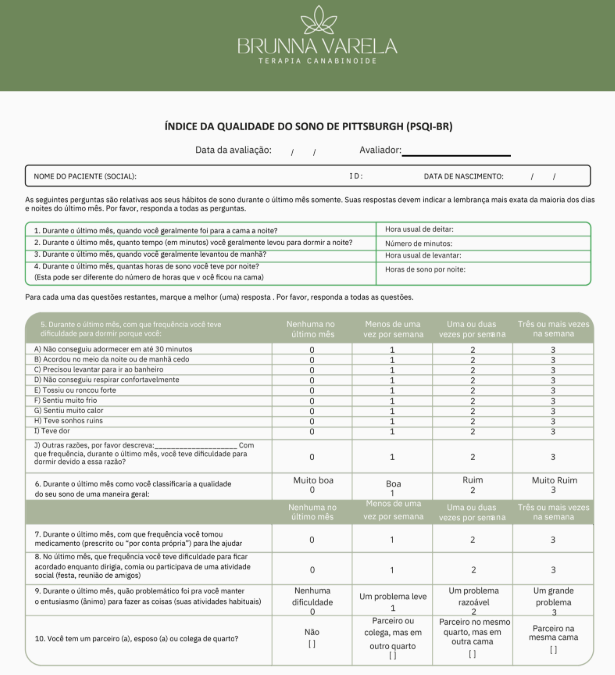 BRUNNA VARELA
TERAPIA CANABINOIDE
ÍNDICE DA QUALIDADE DO SONO DE PITTSBURGH (PSQI-BR)
Data da avaliação: / / Avaliador:
NOME DO PACIENTE (SOCIAL): ID: DATA DE NASCIMENTO: / /
As seguintes perguntas são relativas aos seus hábitos de sono durante o último mês somente. Suas respostas devem indicar a lembrança mais exata da maioria dos dias
e noites do último mês. Por favor, responda a todas as perguntas.
1. Durante o último mês, quando você geralmente foi para a cama a noite? Hora usual de deitar:
2. Durante o último mês, quanto tempo (em minutos) você geralmente levou para dormir a noite? Número de minutos:
3. Durante o último mês, quando você geralmente levantou de manhã? Hora usual de levantar:
4. Durante o último mês, quantas horas de sono você teve por noite? Horas de sono por noite:
(Esta pode ser diferente do número de horas que v ocê ficou na cama)
Para cada uma das questões restantes, marque a melhor (uma) resposta . Por favor, responda a todas as questões.
5. Durante o último mês, com que frequência você teve Nenhuma no Menos de uma Uma ou duas Três ou mais vezes
dificuldade para dormir porque você: último mês vez por semana vezes por semana na semana
A) Não conseguiu adormecer em até 30 minutos 0 1 2 3
B) Acordou no meio da noite ou de manhã cedo 0 1 2 3
C) Precisou levantar para ir ao banheiro 0 1 2 3
D) Não conseguiu respirar confortavelmente 0 1 2 3
E) Tossiu ou roncou forte 0 1 2 3
F) Sentiu muito frio 0 1 2 3
G) Sentiu muito calor 0 1 2 3
H) Teve sonhos ruins 0 1 2 3
I) Teve dor 0 1 2 3
J) Outras razões, por favor descreva:____________________ Com
que frequência, durante o último mês, você teve dificuldade para 0 1 2 3
dormir devido a essa razão?
6. Durante o último mês como você classificaria a qualidade Muito boa Boa Ruim Muito Ruim
do seu sono de uma maneira geral: 0 1 2 3
Nenhuma no Menos de uma Uma ou duas Três ou mais vezes
último mês vez por semana vezes por semana na semana
7. Durante o último mês, com que frequência você tomou
medicamento (prescrito ou "por conta própria") para lhe ajudar 0 1 2 3
8. No último mês, que frequência você teve dificuldade para ficar
acordado enquanto dirigia, comia ou participava de uma atividade 0 1 2 3
social (festa, reunião de amigos)
9. Durante o último mês, quão problemático foi pra você manter Nenhuma Um problema leve Um problema Um grande
o entusiasmo (ânimo) para fazer as coisas (suas atividades habituais) dificuldade 1 razoável problema
0 2 3
10. Você tem um parceiro (a), esposo (a) ou colega de quarto? Não Parceiro ou Parceiro no mesmo Parceiro na
[ ] colega, mas em quarto, mas em mesma cama
outro quarto outra cama [ ]
[ ] [ ]